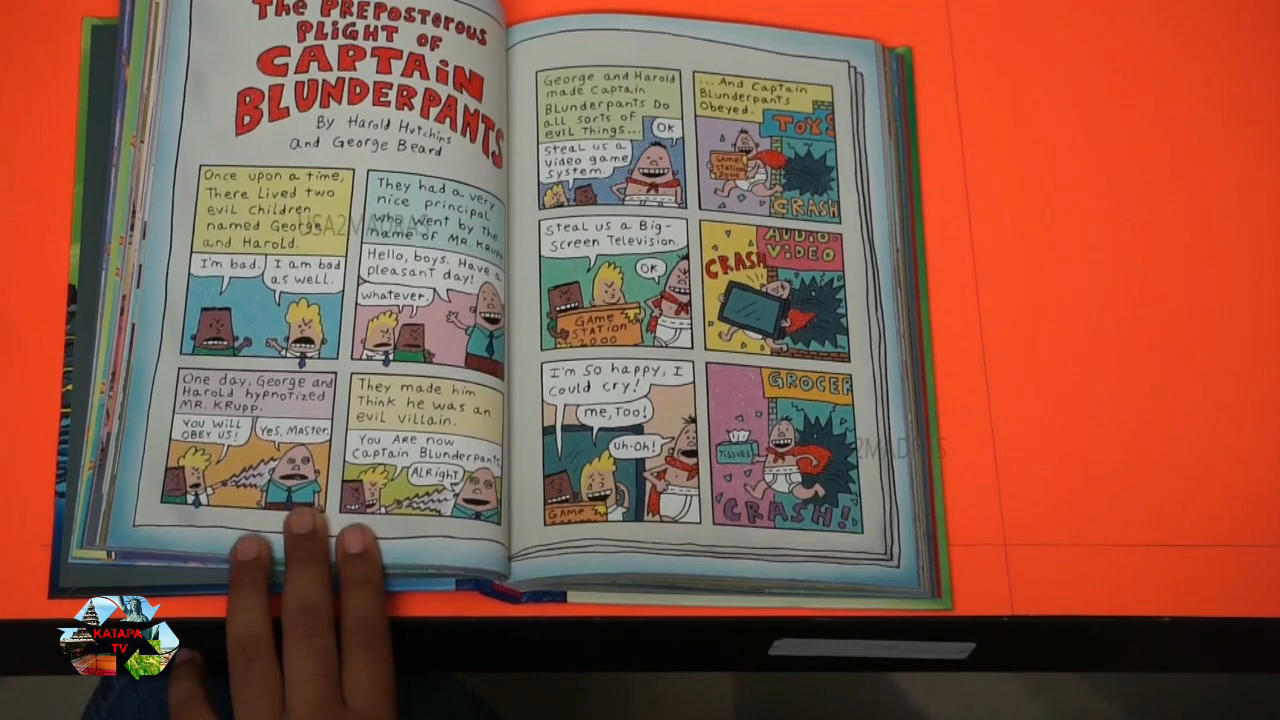 The PREPOSTEROUS
PLIGHT OF
CAPTAIN
BLUNDERPANTS
By Harold Hutchins
and George Beard
Once upon a time,
There Lived two
evil children
named George
and Harold.
I'm bad.
I am bad
as well.
They had a very
nice principal
who went by The
name of MR. KRUPP.
Hello, boys. Have a
pleasant day!
whatever.
One day, George and
Harold hypnotized
MR. KRUPP.
YOU WILL
OBEY US!
Yes, Master.
They made him
Think he was an
evil villain.
You ARE now
Captain Blunderpants
ALRIGHT
George and Harold
made Captain
Blunderpants Do
all sorts of
evil Things...
OK
Steal us a
video game
System.
...And Captain
Blunderpants
Obeyed.
TOYS
GAME
STATION
2000
CRASH
Steal us a Big-
Screen Television.
OK
GAME
STATION
2000
AUDIO-
VIDEO
CRASH
I'm so happy, I
could cry!
me, Too!
uh-oh!
GAME
GROCER
TISSUES
CRASH!
USA2MADRAS
2MADRAS
KATAPA
TV